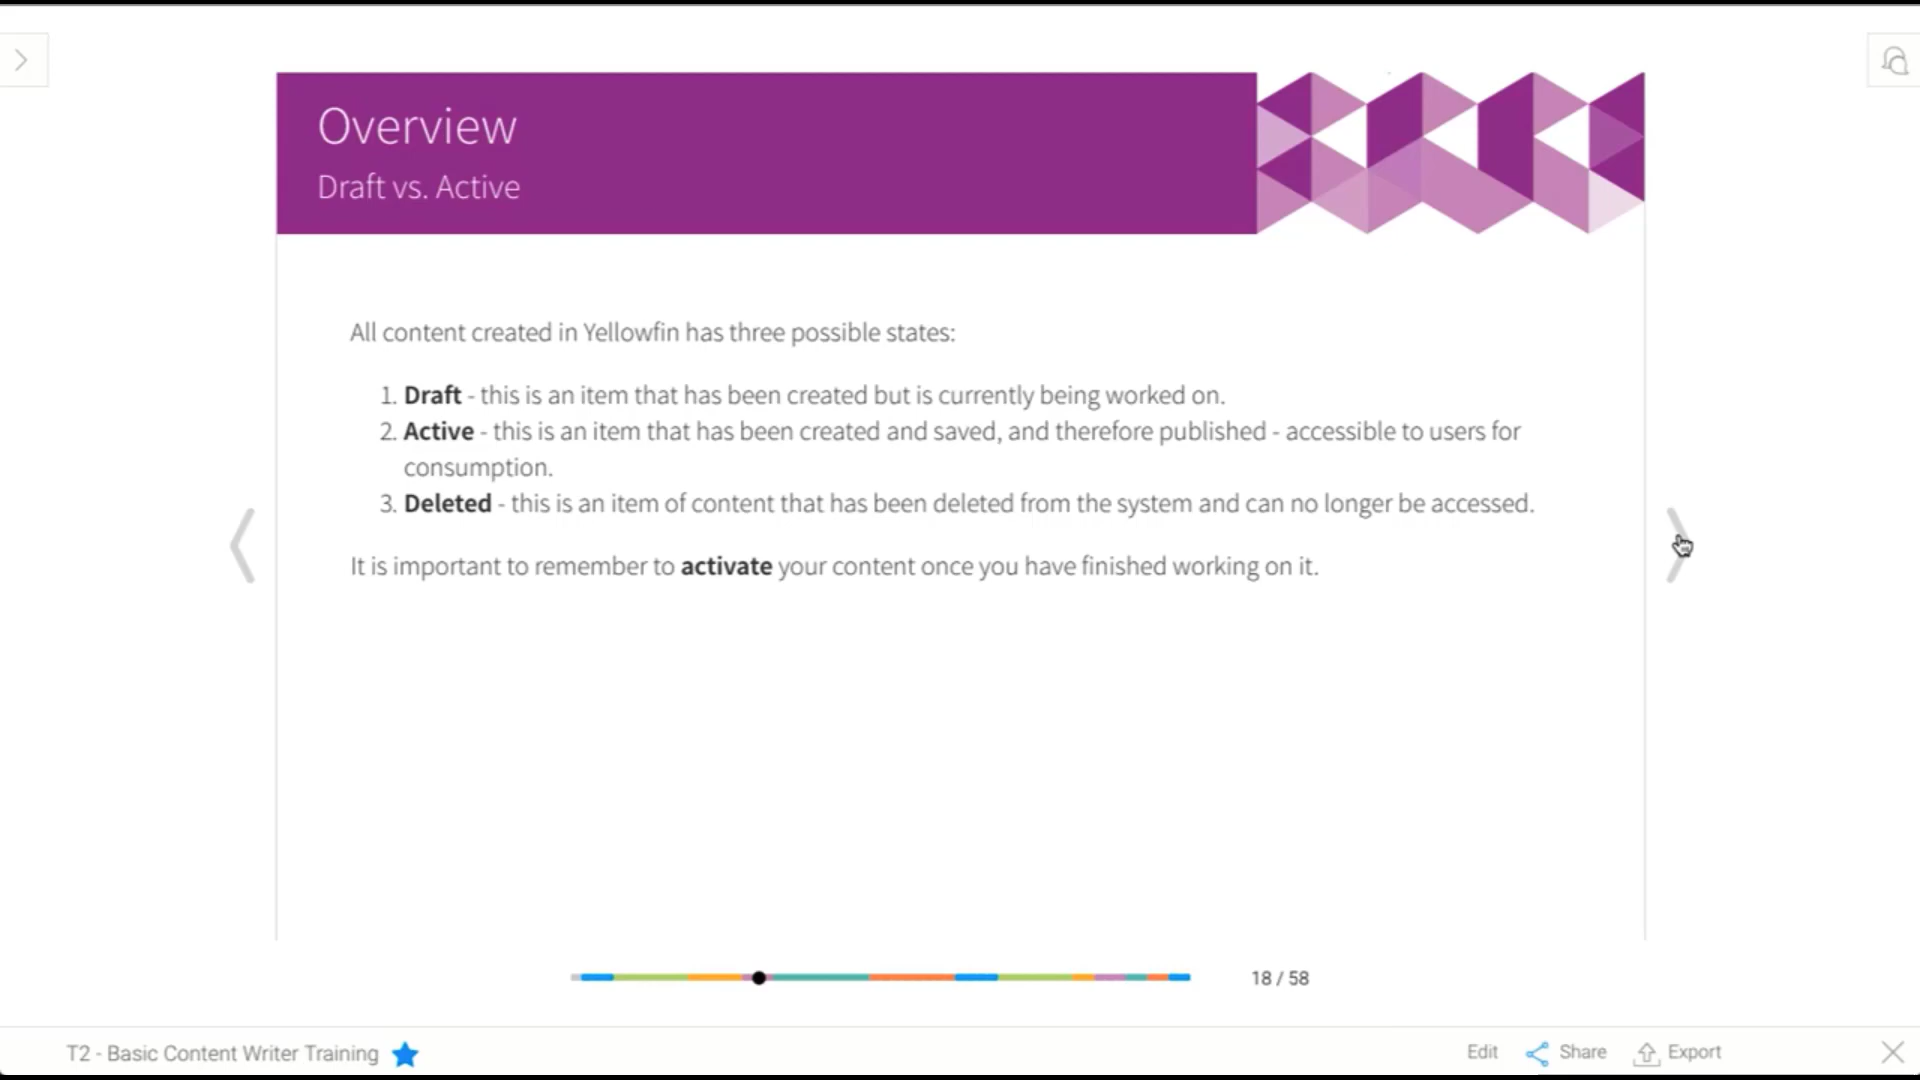 Overview
Draft vs. Active
All content created in Yellowfin has three possible states:
1. Draft - this is an item that has been created but is currently being worked on.
2. Active - this is an item that has been created and saved, and therefore published - accessible to users for
consumption.
3. Deleted - this is an item of content that has been deleted from the system and can no longer be accessed.
It is important to remember to activate your content once you have finished working on it.
18 / 58
T2 - Basic Content Writer Training
Edit
Share
Export